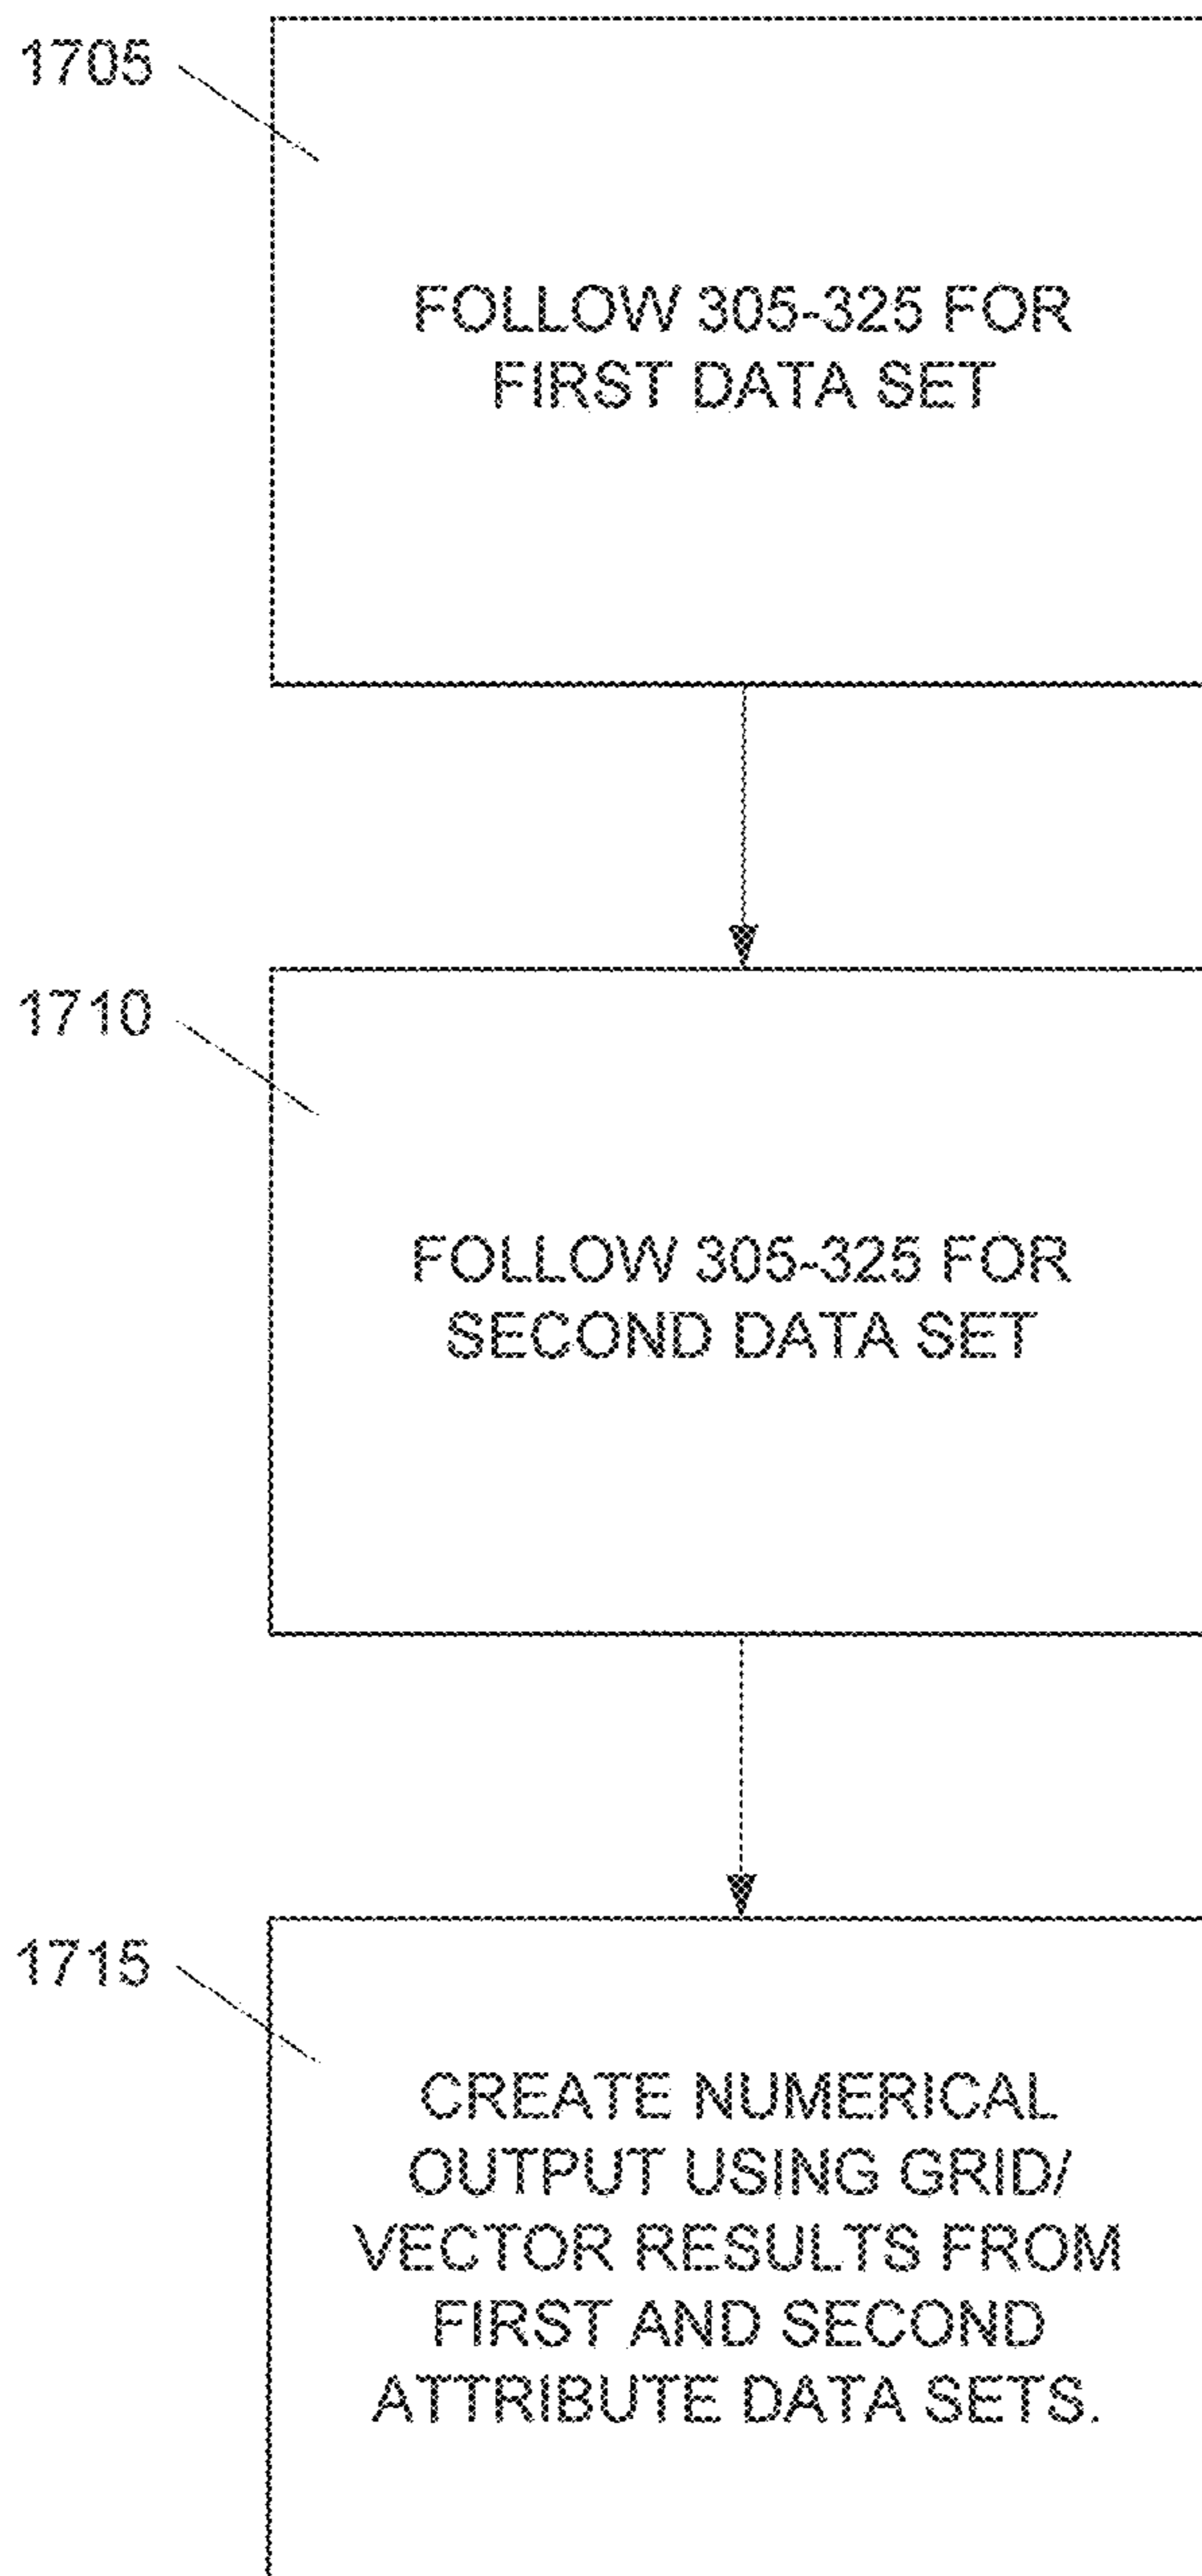 1705
FOLLOW 305-325 FOR
FIRST DATA SET
1710
FOLLOW 305-325 FOR
SECOND DATA SET
1715
CREATE NUMERICAL
OUTPUT USING GRID/
VECTOR RESULTS FROM
FIRST AND SECOND
ATTRIBUTE DATA SETS.